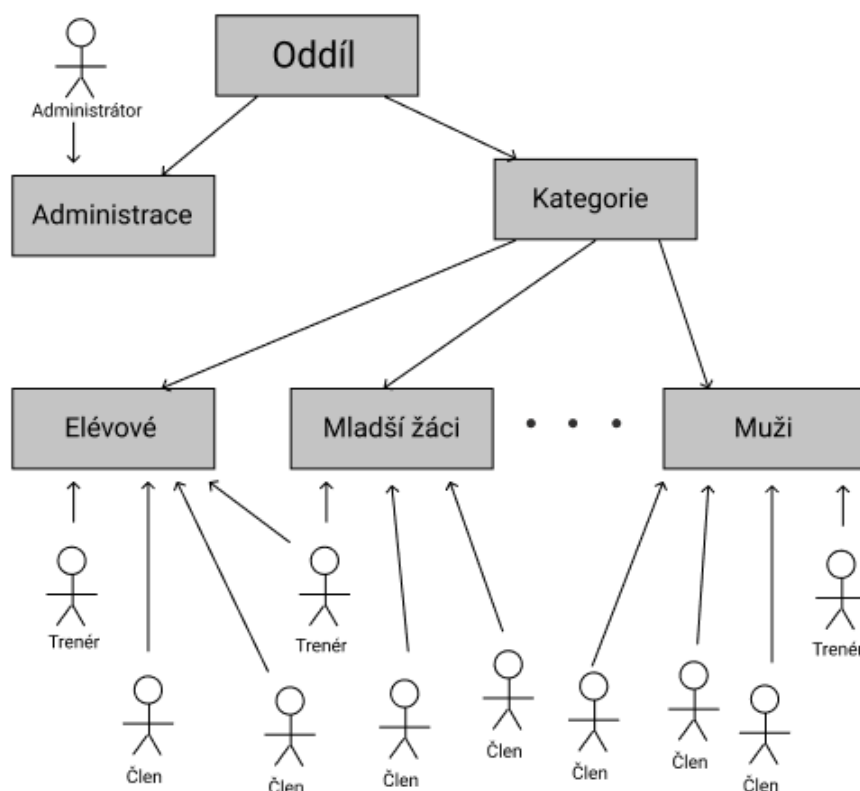 Oddíl
Administrátor
Administrace
Kategorie
Elévové
Mladší žáci
Muži
Trenér
Trenér
Trenér
Člen
Člen
Člen
Člen
Člen
Člen
Člen